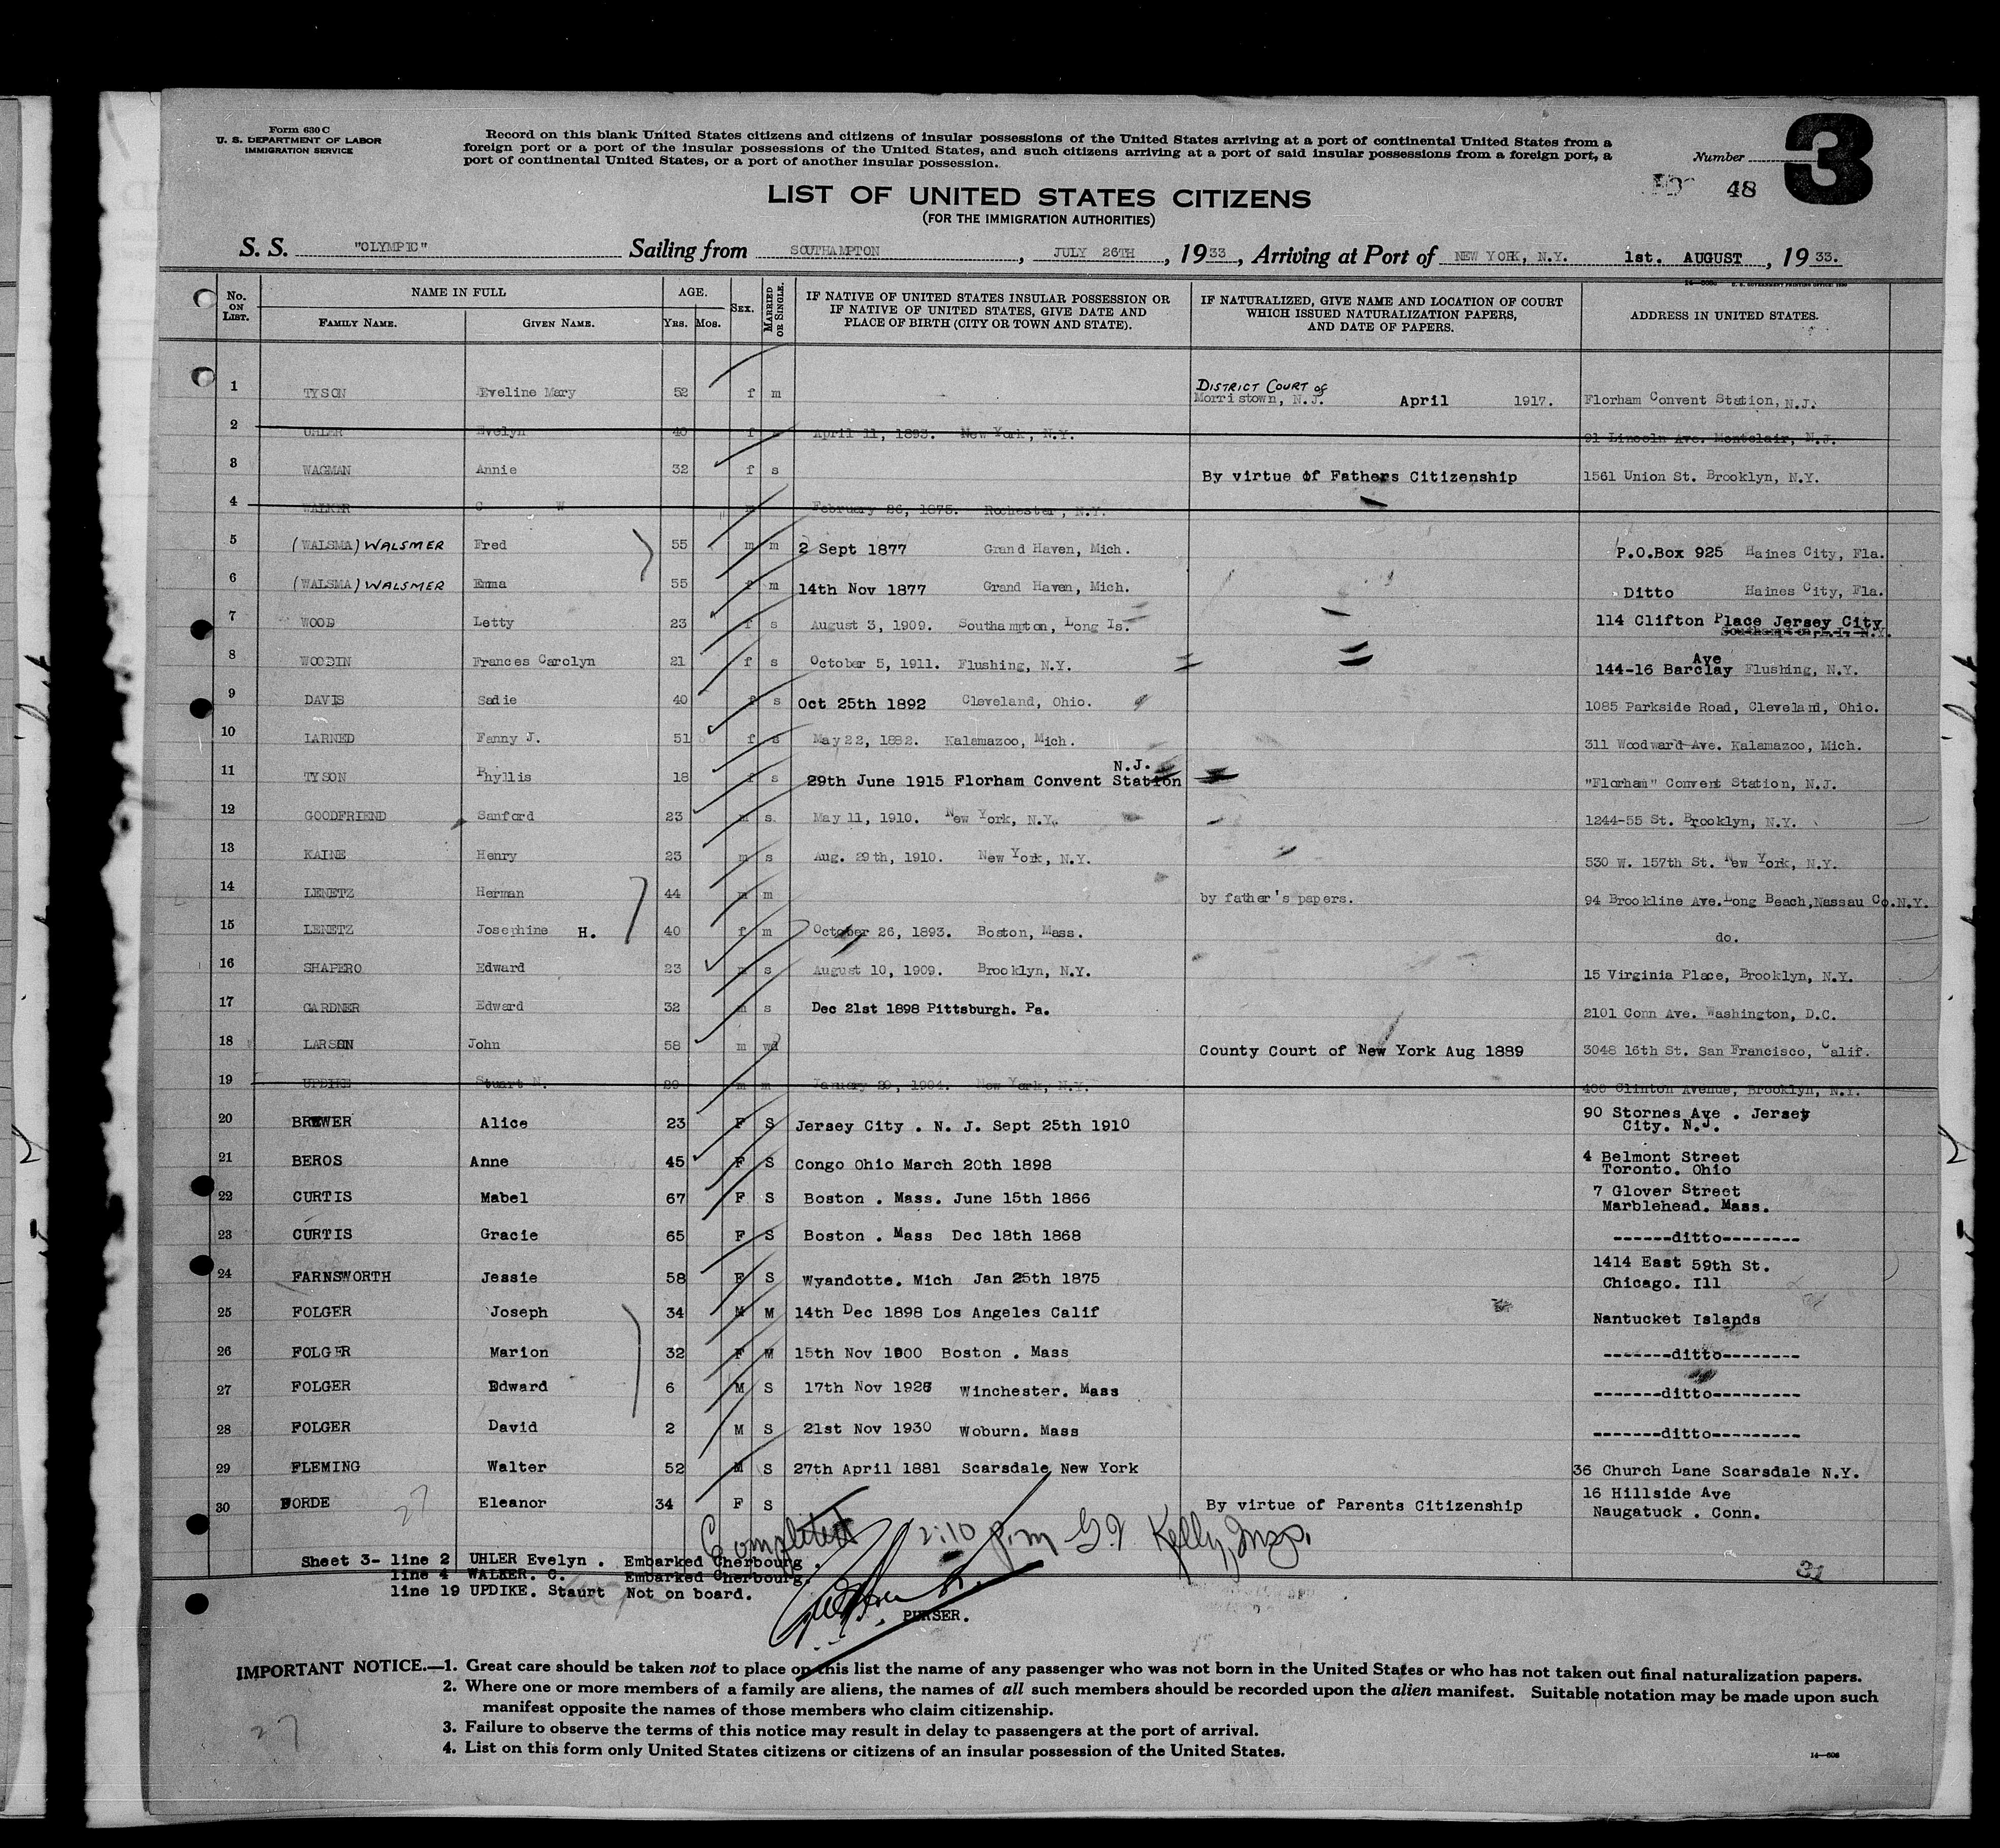 Form 630 C
U. S. DEPARTMENT OF LABOR
IMMIGRATION SERVICE
Record on this blank United States citizens and citizens of insular possessions of the United States arriving at a port of continental United States from a
foreign port or a port of the insular possessions of the United States, and such citizens arriving at a port of said insular possessions from a foreign port, a
port of continental United States, or a port of another insular possession.
Number 3
48
LIST OF UNITED STATES CITIZENS
(FOR THE IMMIGRATION AUTHORITIES)
S. S. "OLYMPIC" Sailing from SOUTHAMPTON, JULY 26TH, 1933, Arriving at Port of NEW YORK, N.Y. 1st. AUGUST, 1933.
No. ON LIST. NAME IN FULL FAMILY NAME. GIVEN NAME. AGE. YRS. MOS. SEX. MARRIED OR SINGLE. IF NATIVE OF UNITED STATES INSULAR POSSESSION OR IF NATIVE OF UNITED STATES, GIVE DATE AND PLACE OF BIRTH (CITY OR TOWN AND STATE). IF NATURALIZED, GIVE NAME AND LOCATION OF COURT WHICH ISSUED NATURALIZATION PAPERS, AND DATE OF PAPERS. ADDRESS IN UNITED STATES.
1 TYSON Eveline Mary 52 f m DISTRICT COURT of Morristown, N.J. April 1917. Florham Convent Station, N.J.
2 UHLER Evelyn 40 f April 11, 1893. New York, N.Y. 91 Lincoln Ave. Montclair, N.J.
3 WAGMAN Annie 32 f s By virtue of Fathers Citizenship 1561 Union St. Brooklyn, N.Y.
4 WALKER C W m February 26, 1875. Rochester, N.Y.
5 (WALSMA) WALSMER Fred 55 m m 2 Sept 1877 Grand Haven, Mich. P.O.Box 925 Haines City, Fla.
6 (WALSMA) WALSMER Emma 55 f m 14th Nov 1877 Grand Haven, Mich. Ditto Haines City, Fla.
7 WOOD Letty 23 f s August 3, 1909. Southampton, Long Is. 114 Clifton Place Jersey City Southampton L.I. N.Y.
8 WOODIN Frances Carolyn 21 f s October 5, 1911. Flushing, N.Y. 144-16 Barclay Ave Flushing, N.Y.
9 DAVIS Sadie 40 f s Oct 25th 1892 Cleveland, Ohio. 1085 Parkside Road, Cleveland, Ohio.
10 LARNED Fanny J. 51 f s May 22, 1882. Kalamazoo, Mich. 311 Woodward Ave. Kalamazoo, Mich.
11 TYSON Phyllis 18 f s 29th June 1915 Florham Convent Station N.J. "Florham" Convent Station, N.J.
12 GOODFRIEND Sanford 23 m s. May 11, 1910. New York, N.Y. 1244-55 St. Brooklyn, N.Y.
13 KAINE Henry 23 m s Aug. 29th, 1910. New York, N.Y. 530 W. 157th St. New York, N.Y.
14 LENETZ Herman 44 m m by father's papers. 94 Brookline Ave. Long Beach, Nassau Co. N.Y.
15 LENETZ Josephine H. 40 f m October 26, 1893. Boston, Mass. do.
16 SHAPERO Edward 23 m s August 10, 1909. Brooklyn, N.Y. 15 Virginia Place, Brooklyn, N.Y.
17 GARDNER Edward 32 m s Dec 21st 1898 Pittsburgh. Pa. 2101 Conn Ave. Washington, D.C.
18 LARSEN John 58 m wd County Court of New York Aug 1889 3048 16th St. San Francisco, Calif.
19 UPDIKE Stuart N. 29 m m January 20, 1904. New York, N.Y. 400 Clinton Avenue, Brooklyn, N.Y.
20 BREWER Alice 23 F S Jersey City . N. J. Sept 25th 1910 90 Stornes Ave . Jersey City. N.J.
21 BEROS Anne 45 F S Congo Ohio March 20th 1898 4 Belmont Street Toronto. Ohio
22 CURTIS Mabel 67 F S Boston . Mass. June 15th 1866 7 Glover Street Marblehead. Mass.
23 CURTIS Gracie 65 F S Boston . Mass Dec 18th 1868 ------ditto--------
24 FARNSWORTH Jessie 58 F S Wyandotte. Mich Jan 25th 1875 1414 East 59th St. Chicago. Ill
25 FOLGER Joseph 34 M M 14th Dec 1898 Los Angeles Calif Nantucket Islands
26 FOLGER Marion 32 F M 15th Nov 1900 Boston . Mass -------ditto--------
27 FOLGER Edward 6 M S 17th Nov 1926 Winchester. Mass -------ditto---------
28 FOLGER David 2 M S 21st Nov 1930 Woburn. Mass -------ditto---------
29 FLEMING Walter 52 M S 27th April 1881 Scarsdale New York 36 Church Lane Scarsdale N.Y.
30 FORDE Eleanor 34 F S By virtue of Parents Citizenship 16 Hillside Ave Naugatuck . Conn.
27
Completed 2:10 p.m Kelly, Insp.
Sheet 3- line 2 UHLER Evelyn . Embarked Cherbourg .
line 4 WALKER. C. Embarked Cherbourg.
line 19 UPDIKE. Staurt Not on board.
31
PURSER.
IMPORTANT NOTICE.—1. Great care should be taken not to place on this list the name of any passenger who was not born in the United States or who has not taken out final naturalization papers.
2. Where one or more members of a family are aliens, the names of all such members should be recorded upon the alien manifest. Suitable notation may be made upon such
manifest opposite the names of those members who claim citizenship.
3. Failure to observe the terms of this notice may result in delay to passengers at the port of arrival.
4. List on this form only United States citizens or citizens of an insular possession of the United States.
27